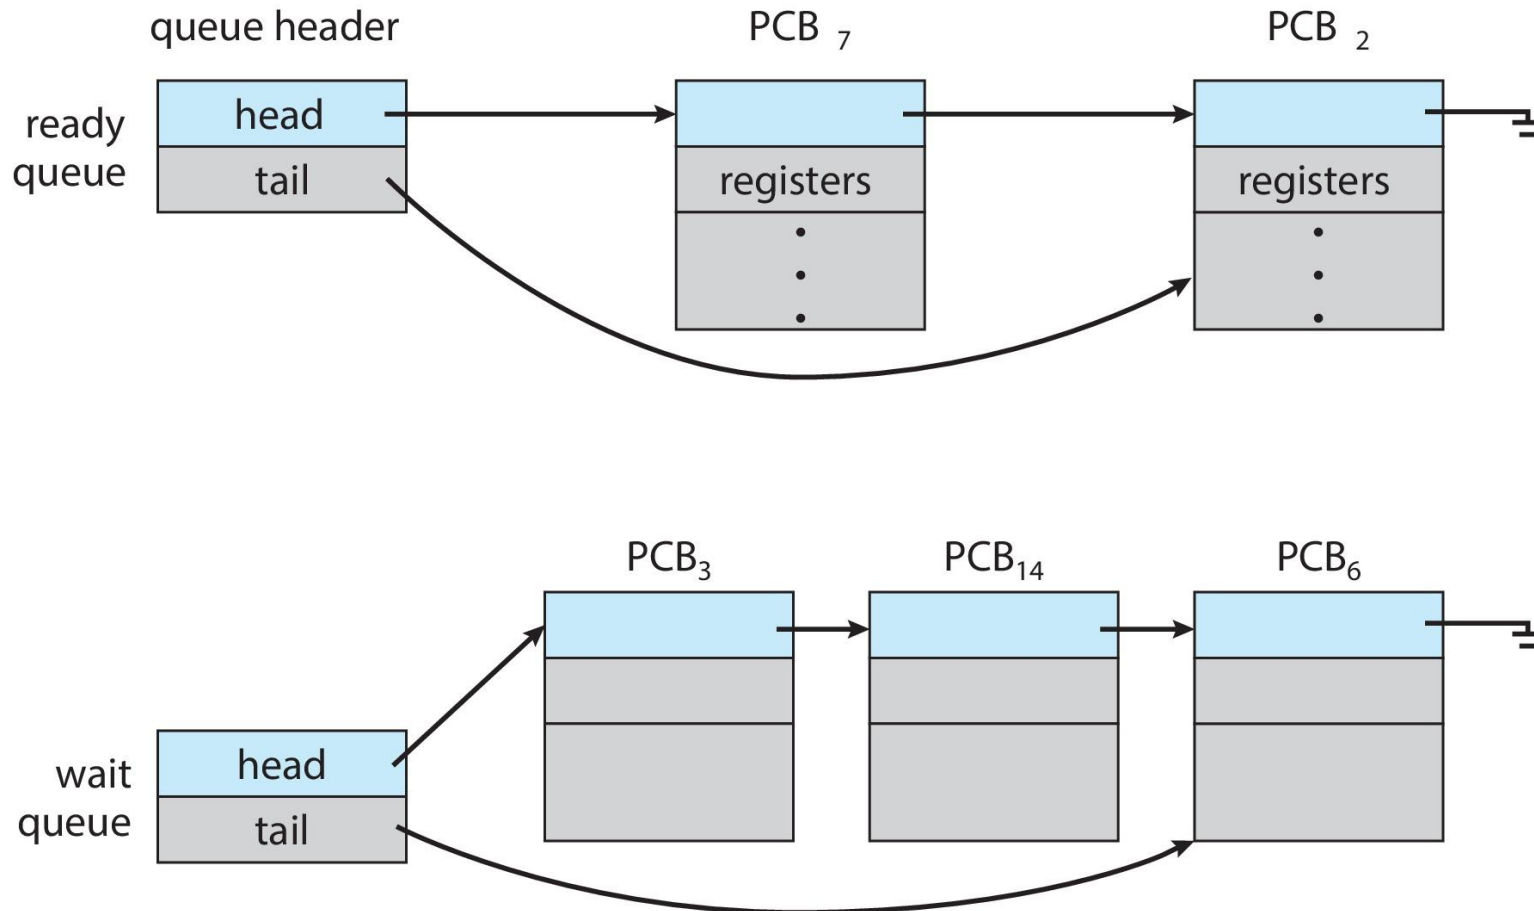 queue header
PCB 7
PCB 2
ready
queue
head
tail
registers
registers
PCB3
PCB14
PCB6
wait
queue
head
tail